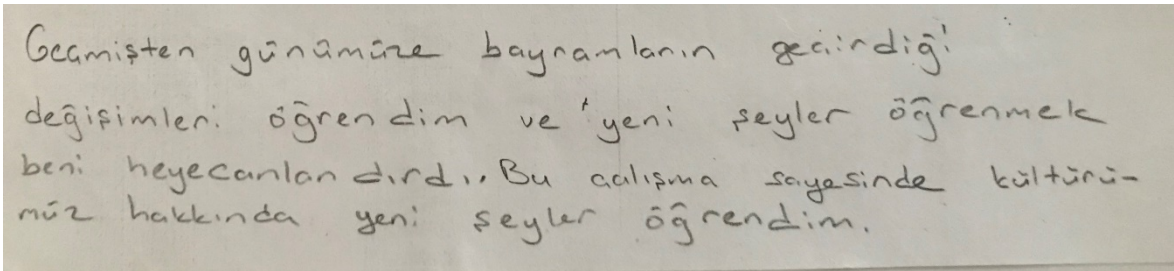 Geçmişten günümüze bayramların geçirdiği
değişimleri öğrendim ve yeni şeyler öğrenmek
beni heyecanlandırdı.. Bu çalışma sayesinde kültürü-
müz hakkında yeni şeyler öğrendim.